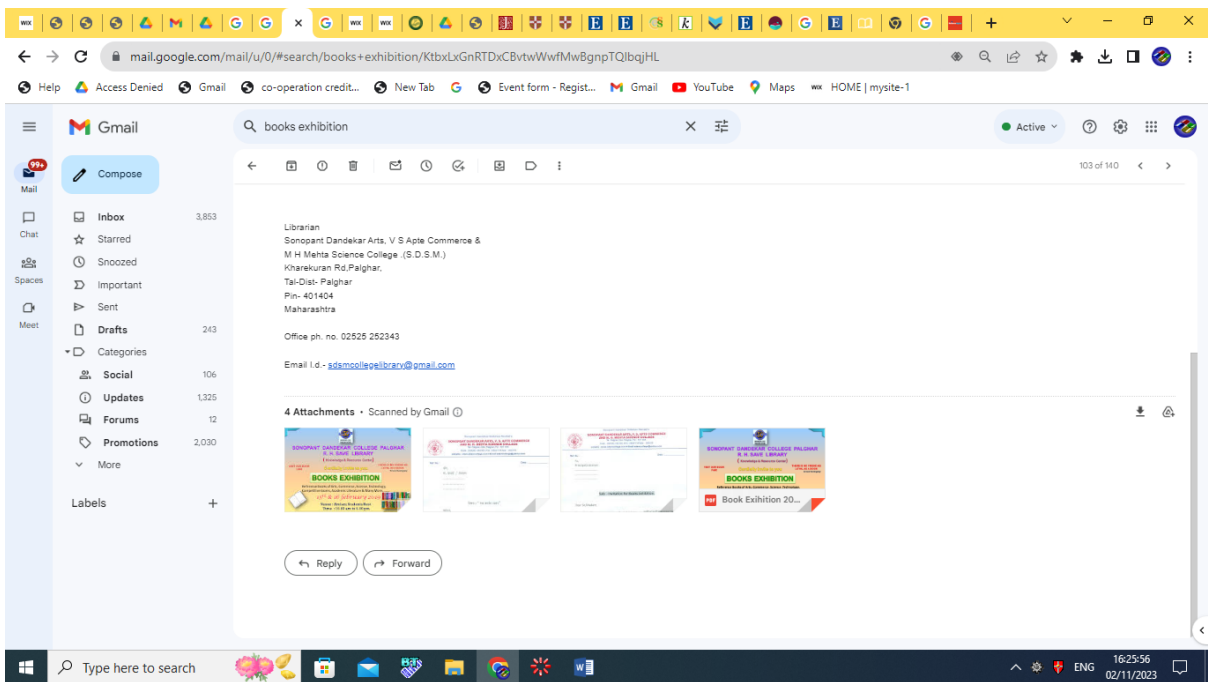 mail.google.com/mail/u/0/#search/books+exhibition/KtbxLxGnRTDxCBvtwWwfMwBgnpTQlbqjHL
Help Access Denied Gmail co-operation credit... New Tab Event form - Regist... Gmail YouTube Maps HOME | mysite-1
Gmail
books exhibition
Active
99+
Mail
Compose
103 of 140
Chat
Spaces
Meet
Inbox 3,853
Starred
Snoozed
Important
Sent
Drafts 243
Categories
Social 106
Updates 1,325
Forums 12
Promotions 2,030
More
Labels
Librarian
Sonopant Dandekar Arts, V S Apte Commerce &
M H Mehta Science College .(S.D.S.M.)
Kharekuran Rd,Palghar,
Tal-Dist- Palghar
Pin- 401404
Maharashtra
Office ph. no. 02525 252343
Email I.d.- sdsmcollegelibrary@gmail.com
4 Attachments • Scanned by Gmail
SONOPANT DANDEKAR COLLEGE PALGHAR
R. H. SAVE LIBRARY
BOOKS EXHIBITION
SONOPANT DANDEKAR COLLEGE PALGHAR
R. H. SAVE LIBRARY
BOOKS EXHIBITION
PDF Book Exihition 20...
Reply
Forward
Type here to search
ENG
16:25:56
02/11/2023